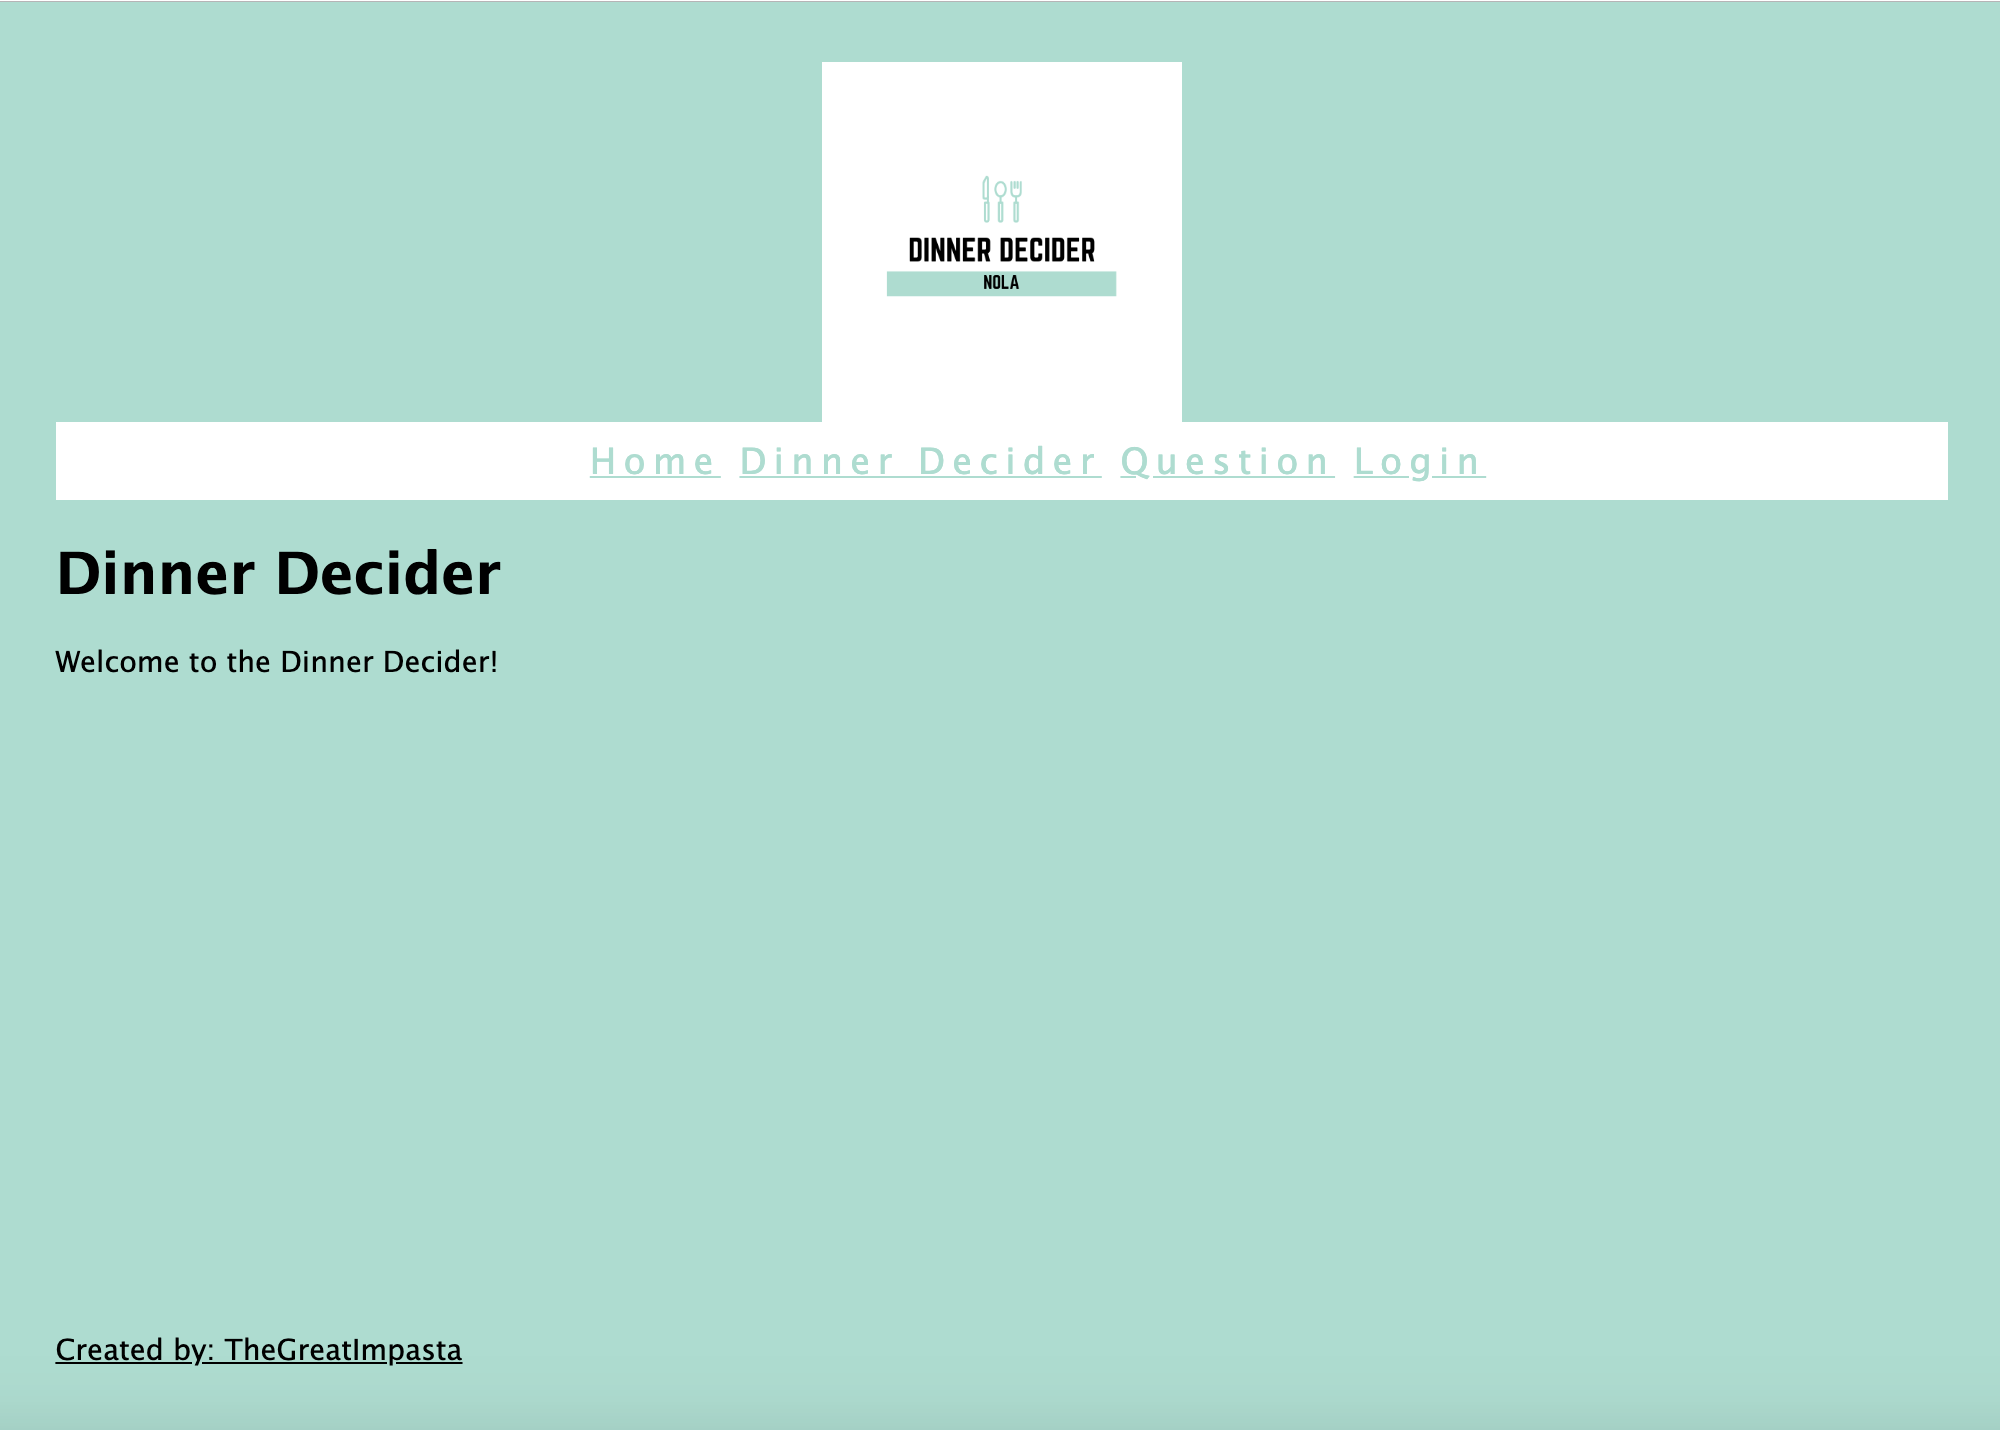 DINNER DECIDER
NOLA
Home Dinner Decider Question Login
Dinner Decider
Welcome to the Dinner Decider!
Created by: TheGreatImpasta